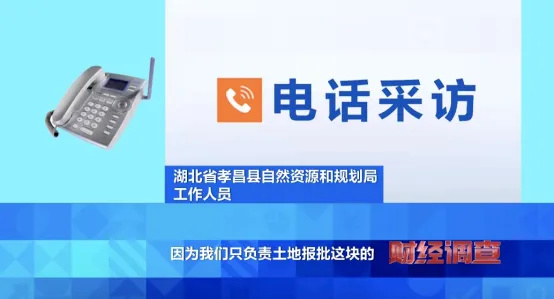 电话采访
湖北省孝昌县自然资源和规划局
工作人员
因为我们只负责土地报批这块的
财经调查